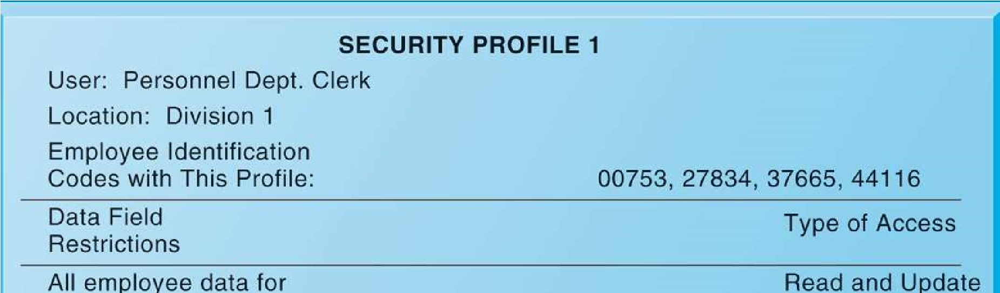 SECURITY PROFILE 1
User: Personnel Dept. Clerk
Location: Division 1
Employee Identification
Codes with This Profile: 00753, 27834, 37665, 44116
Data Field
Restrictions
Type of Access
All employee data for Read and Update